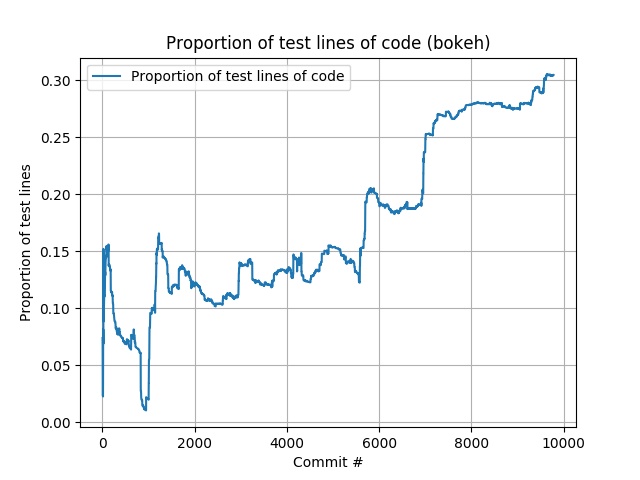 Proportion of test lines of code (bokeh)
Proportion of test lines of code
Proportion of test lines
0.30
0.25
0.20
0.15
0.10
0.05
0.00
0 2000 4000 6000 8000 10000
Commit #